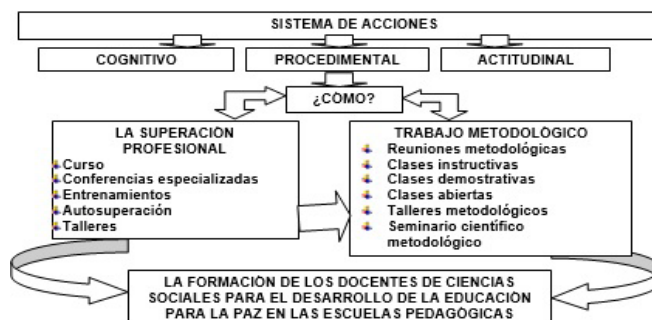 SISTEMA DE ACCIONES
COGNITIVO
PROCEDIMENTAL
ACTITUDINAL
¿COMO?
LA SUPERACIÓN
PROFESIONAL
Curso
Conferencias especializadas
Entrenamientos
Autosuperación
Talleres
TRABAJO METODOLÓGICO
Reuniones metodológicas
Clases instructivas
Clases demostrativas
Clases abiertas
Talleres metodológicos
Seminario científico
metodológico
LA FORMACIÓN DE LOS DOCENTES DE CIENCIAS
SOCIALES PARA EL DESARROLLO DE LA EDUCACIÓN
PARA LA PAZ EN LAS ESCUELAS PEDAGÓGICAS